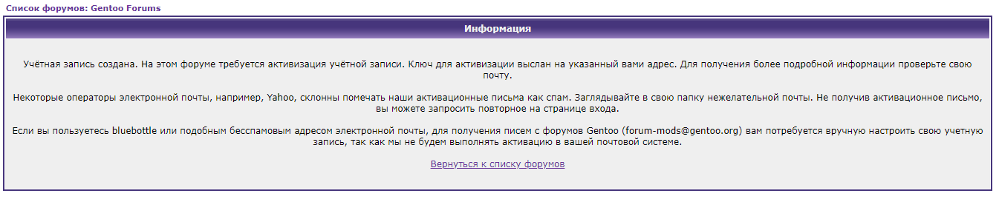 Список форумов: Gentoo Forums
Информация
Учётная запись создана. На этом форуме требуется активизация учётной записи. Ключ для активизации выслан на указанный вами адрес. Для получения более подробной информации проверьте свою
почту.
Некоторые операторы электронной почты, например, Yahoo, склонны помечать наши активационные письма как спам. Заглядывайте в свою папку нежелательной почты. Не получив активационное письмо,
вы можете запросить повторное на странице входа.
Если вы пользуетесь bluebottle или подобным бесспамовым адресом электронной почты, для получения писем с форумов Gentoo (forum-mods@gentoo.org) вам потребуется вручную настроить свою учетную
запись, так как мы не будем выполнять активацию в вашей почтовой системе.
Вернуться к списку форумов